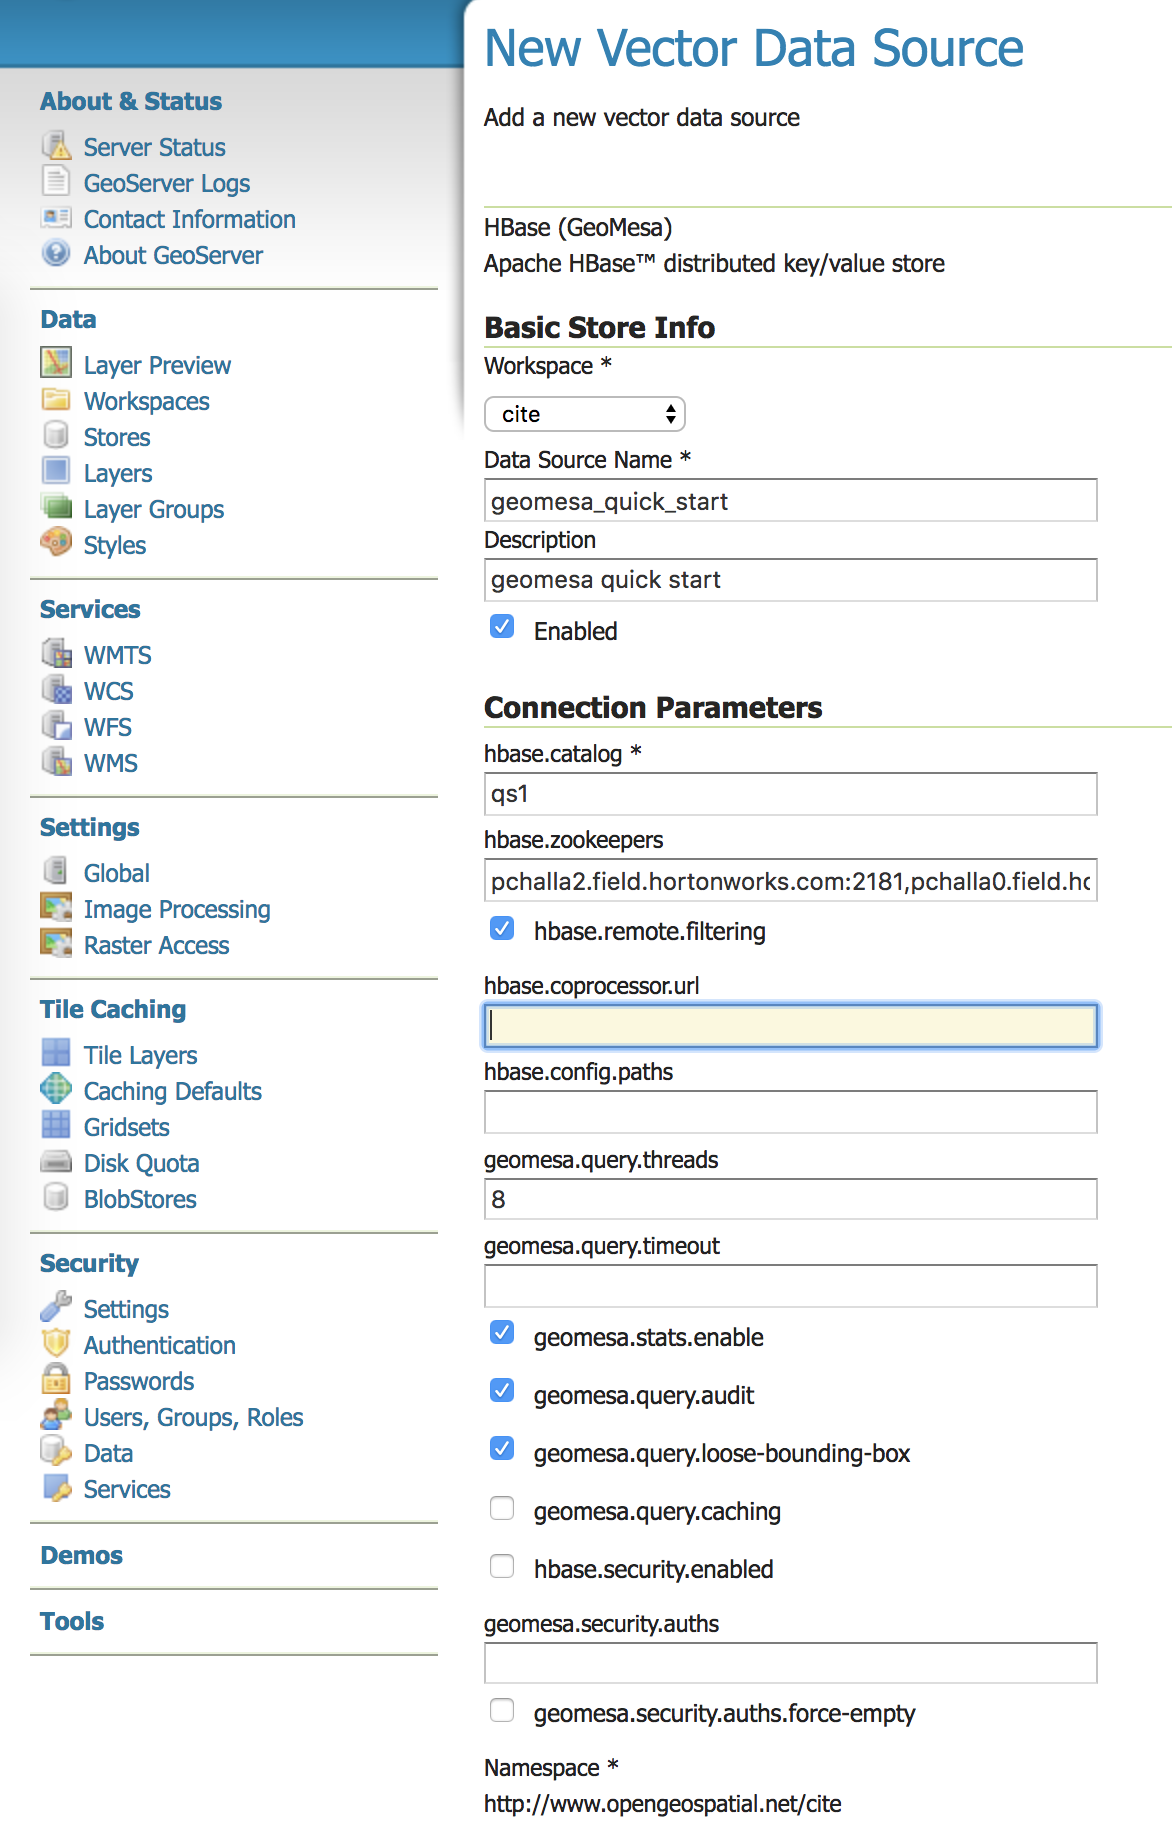 About & Status
Server Status
GeoServer Logs
Contact Information
About GeoServer
Data
Layer Preview
Workspaces
Stores
Layers
Layer Groups
Styles
Services
WMTS
WCS
WFS
WMS
Settings
Global
Image Processing
Raster Access
Tile Caching
Tile Layers
Caching Defaults
Gridsets
Disk Quota
BlobStores
Security
Settings
Authentication
Passwords
Users, Groups, Roles
Data
Services
Demos
Tools
New Vector Data Source
Add a new vector data source
HBase (GeoMesa)
Apache HBase™ distributed key/value store
Basic Store Info
Workspace *
cite
Data Source Name *
geomesa_quick_start
Description
geomesa quick start
Enabled
Connection Parameters
hbase.catalog *
qs1
hbase.zookeepers
pchalla2.field.hortonworks.com:2181,pchalla0.field.hc
hbase.remote.filtering
hbase.coprocessor.url
hbase.config.paths
geomesa.query.threads
8
geomesa.query.timeout
geomesa.stats.enable
geomesa.query.audit
geomesa.query.loose-bounding-box
geomesa.query.caching
hbase.security.enabled
geomesa.security.auths
geomesa.security.auths.force-empty
Namespace *
http://www.opengeospatial.net/cite